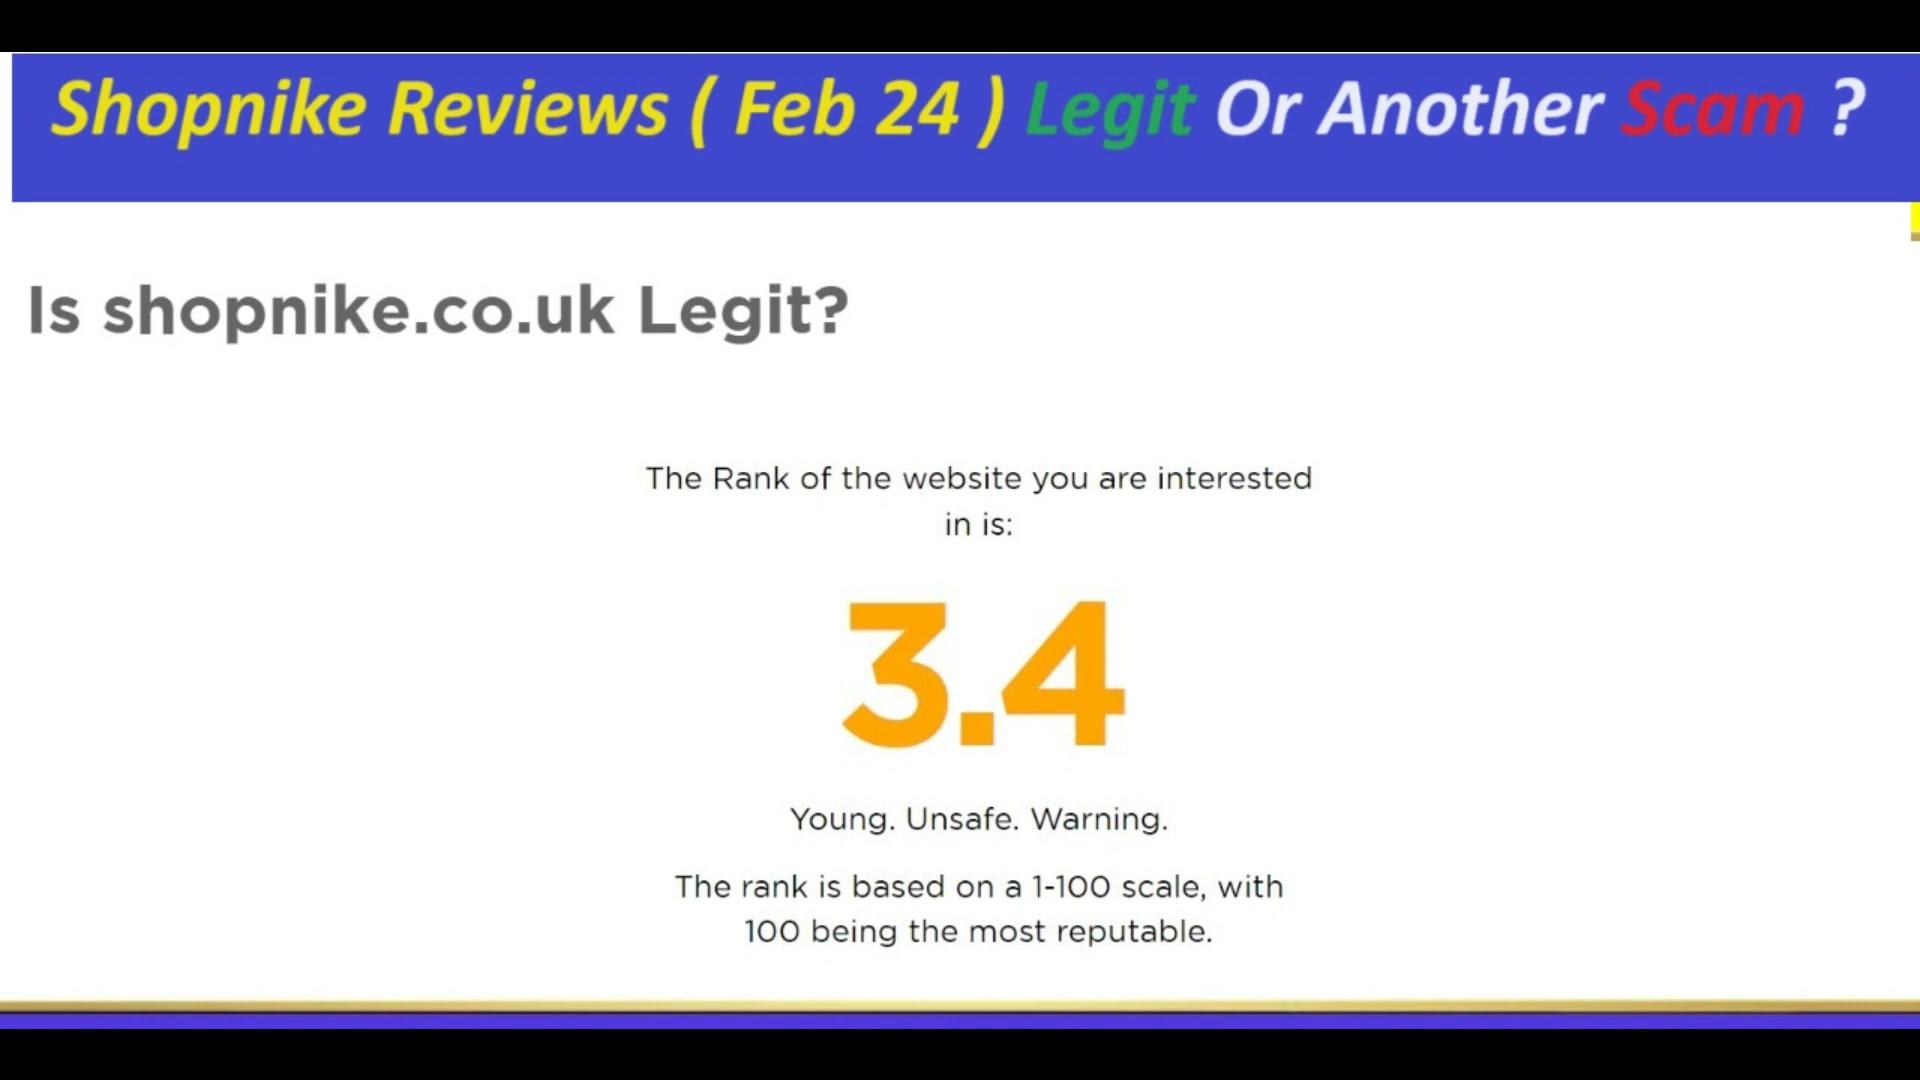 Shopnike Reviews ( Feb 24 ) Legit Or Another Scam ?
Is shopnike.co.uk Legit?
The Rank of the website you are interested
in is:
3.4
Young. Unsafe. Warning.
The rank is based on a 1-100 scale, with
100 being the most reputable.